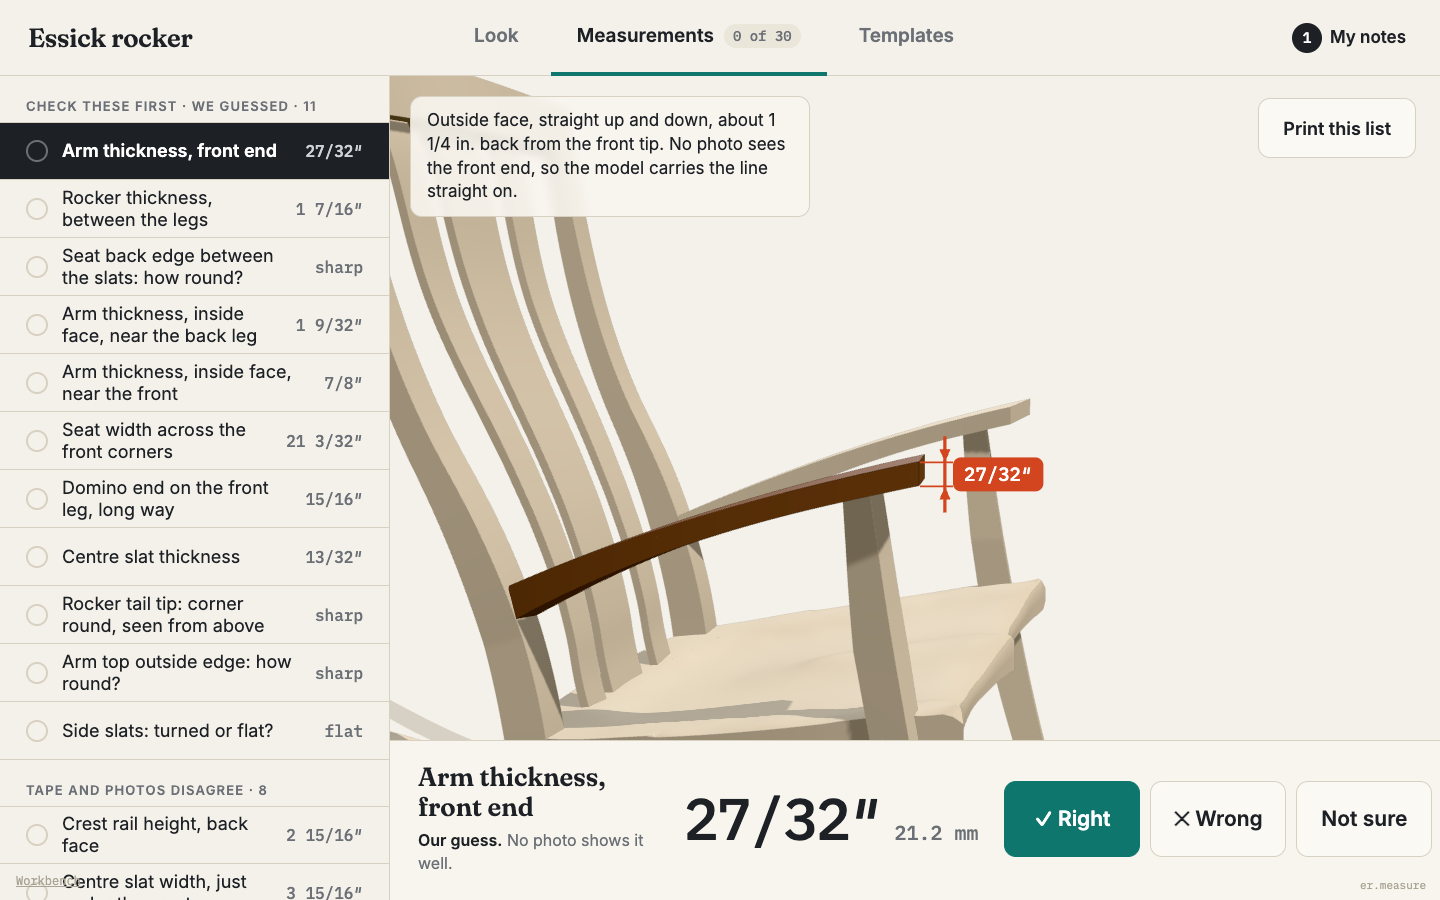 Essick rocker
Look
Measurements 0 of 30
Templates
1 My notes
CHECK THESE FIRST · WE GUESSED · 11
Arm thickness, front end 27/32″
Rocker thickness,
between the legs
1 7/16″
Seat back edge between
the slats: how round?
sharp
Arm thickness, inside
face, near the back leg
1 9/32″
Arm thickness, inside face,
near the front
7/8″
Seat width across the
front corners
21 3/32″
Domino end on the front
leg, long way
15/16″
Centre slat thickness 13/32″
Rocker tail tip: corner
round, seen from above
sharp
Arm top outside edge: how
round?
sharp
Side slats: turned or flat? flat
TAPE AND PHOTOS DISAGREE · 8
Crest rail height, back
face
2 15/16″
Centre slat width, just
3 15/16″
Workbench
Outside face, straight up and down, about 1
1/4 in. back from the front tip. No photo sees
the front end, so the model carries the line
straight on.
Print this list
27/32″
Arm thickness,
front end
Our guess. No photo shows it
well.
27/32″ 21.2 mm
✓ Right
✕ Wrong
Not sure
er.measure